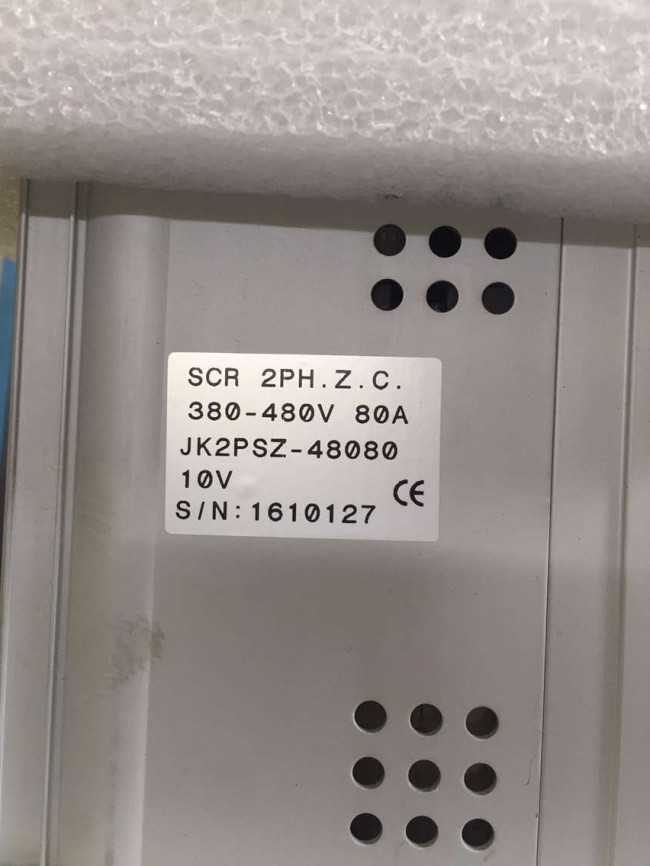 SCR 2PH.Z.C.
380-480V 80A
JK2PSZ-48080
10V
CE
S/N:1610127